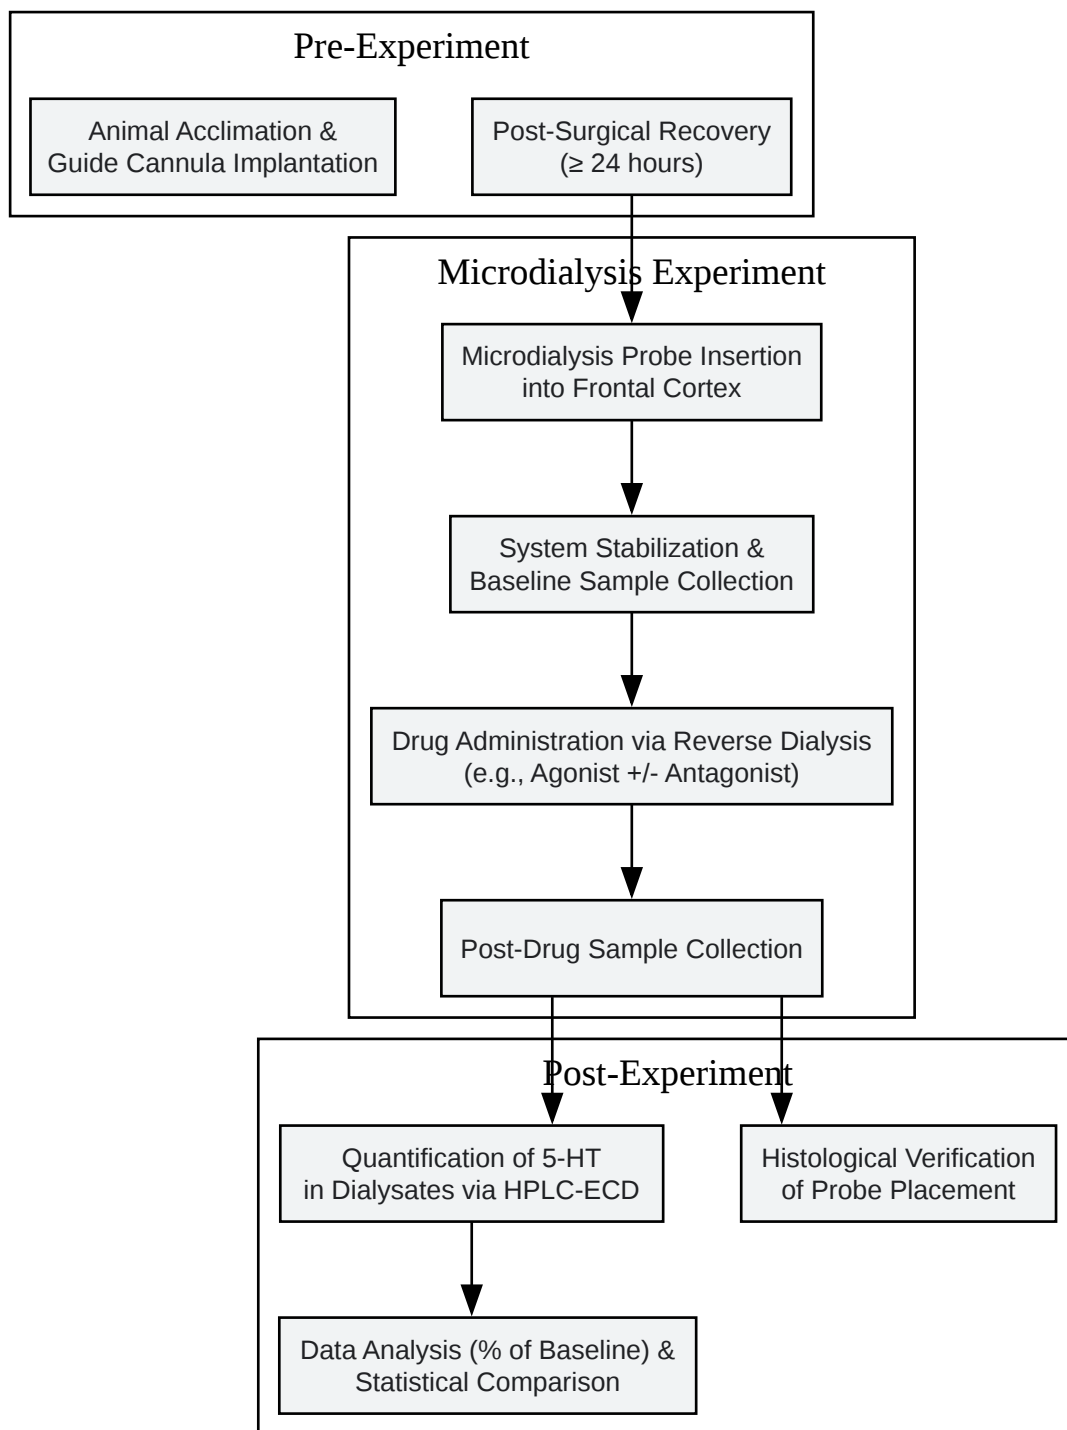 Pre-Experiment
Animal Acclimation &
Guide Cannula Implantation
Post-Surgical Recovery
(≥ 24 hours)
Microdialysis Experiment
Microdialysis Probe Insertion
into Frontal Cortex
System Stabilization &
Baseline Sample Collection
Drug Administration via Reverse Dialysis
(e.g., Agonist +/- Antagonist)
Post-Drug Sample Collection
Post-Experiment
Quantification of 5-HT
in Dialysates via HPLC-ECD
Histological Verification
of Probe Placement
Data Analysis (% of Baseline) &
Statistical Comparison